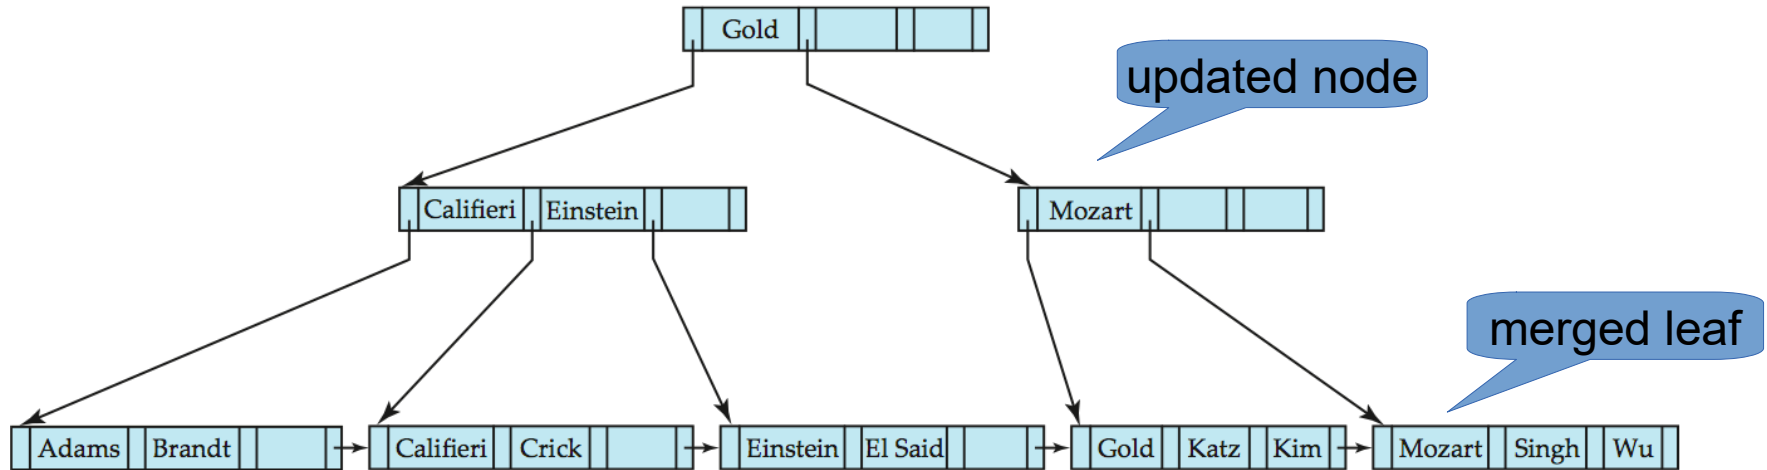 Gold
updated node
Califieri Einstein
Mozart
merged leaf
Adams Brandt
Califieri Crick
Einstein El Said
Gold Katz Kim
Mozart Singh Wu